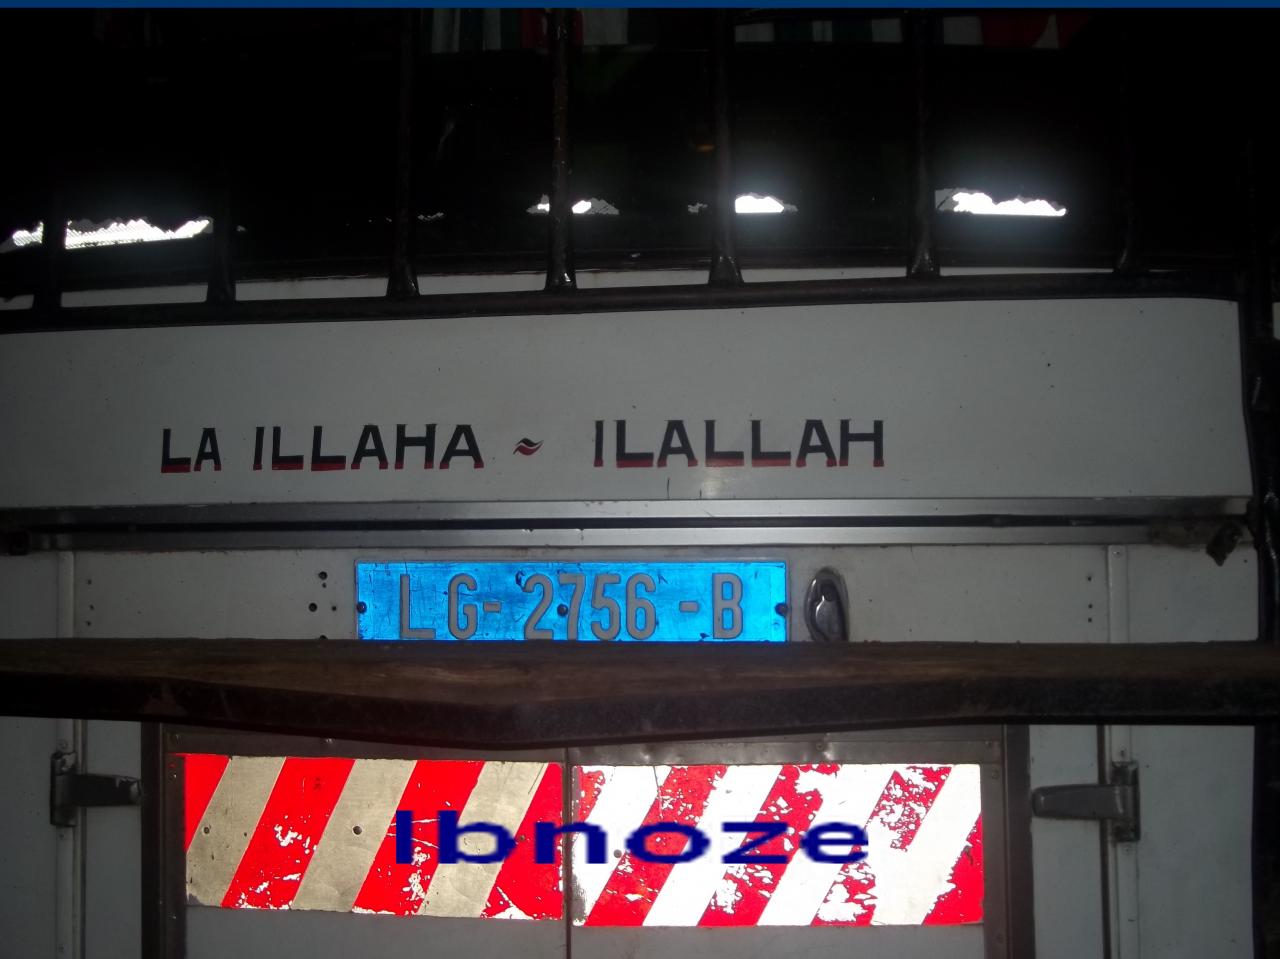 LA ILLAHA ~ ILALLAH
LG-2756-B
Ibnoze